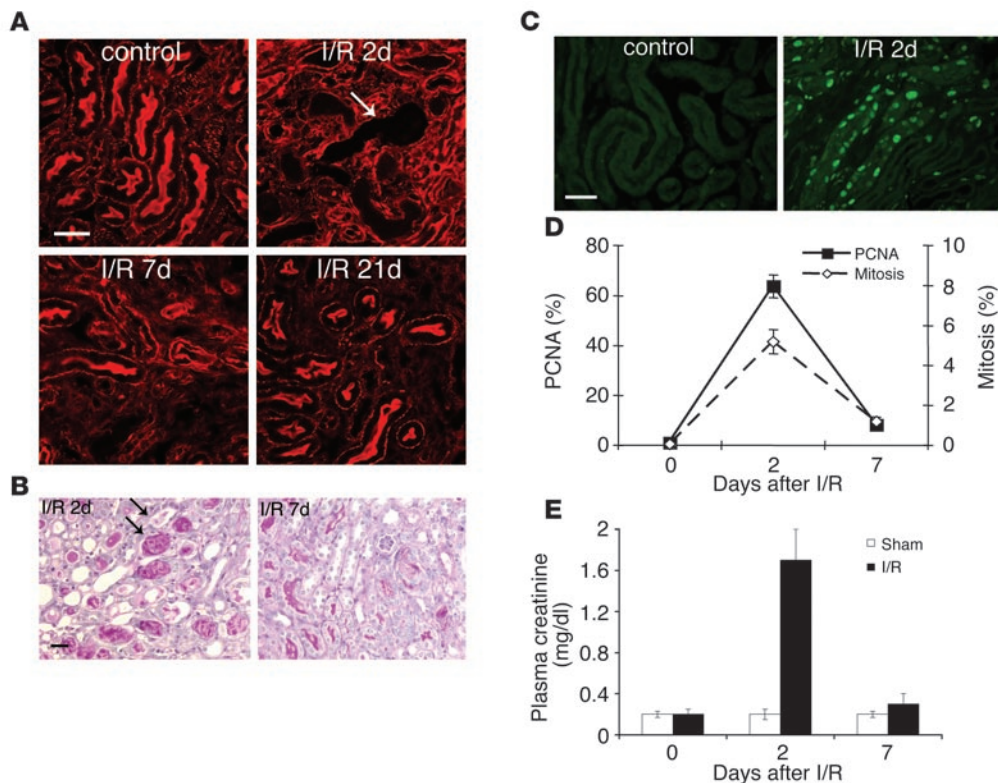 A
control
I/R 2d
I/R 7d
I/R 21d
B
I/R 2d
I/R 7d
C
control
I/R 2d
D
80
60
40
20
0
PCNA (%)
PCNA
Mitosis
10
8
6
4
2
0
Mitosis (%)
0 2 7
Days after I/R
E
2
1.6
1.2
0.8
0.4
0
Plasma creatinine
(mg/dl)
Sham
I/R
0 2 7
Days after I/R